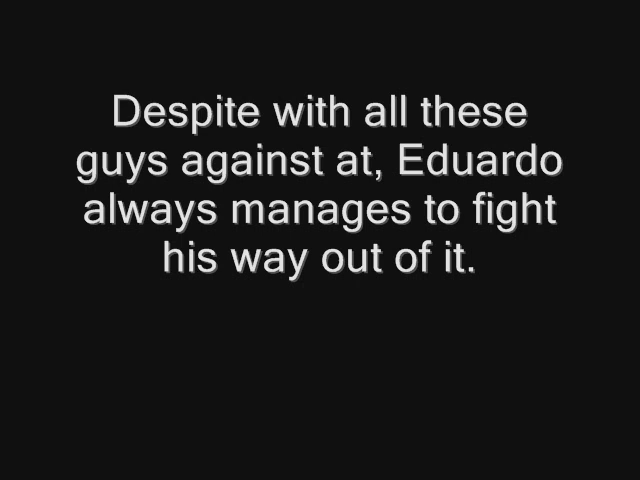 Despite with all these
guys against at, Eduardo
always manages to fight
his way out of it.